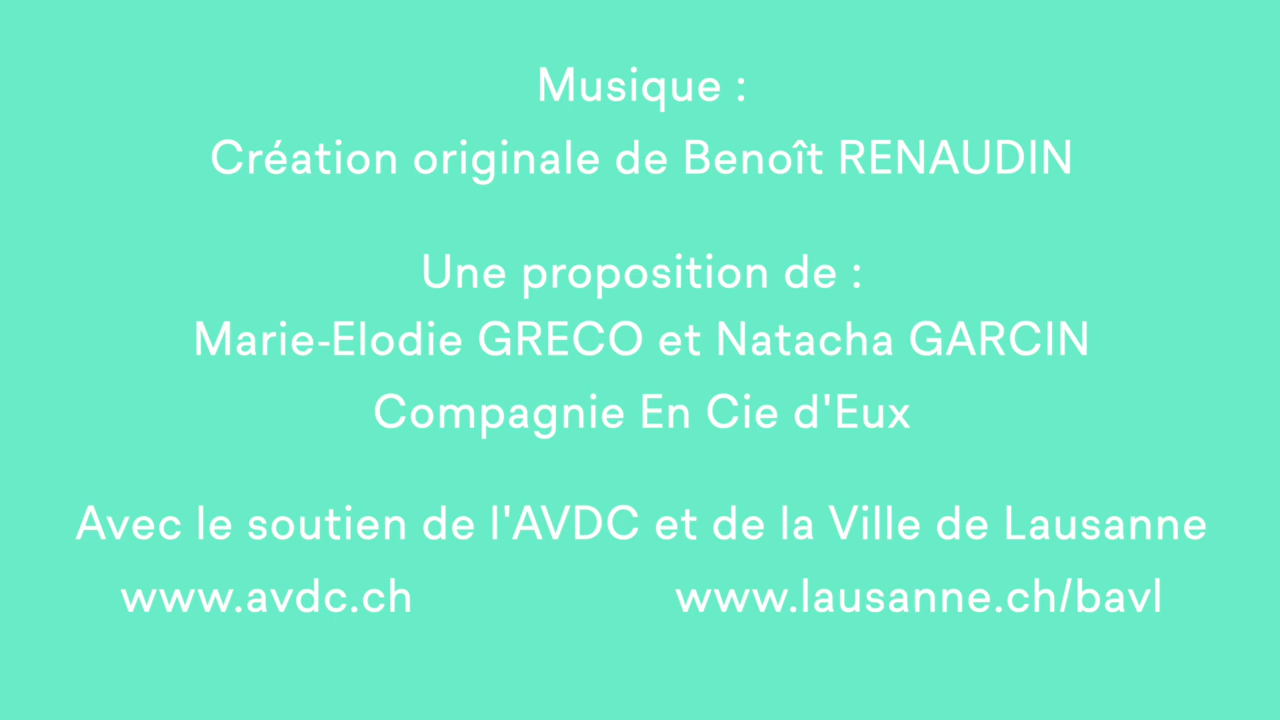 Musique :
Création originale de Benoît RENAUDIN
Une proposition de :
Marie-Elodie GRECO et Natacha GARCIN
Compagnie En Cie d'Eux
Avec le soutien de l'AVDC et de la Ville de Lausanne
www.avdc.ch www.lausanne.ch/bavl